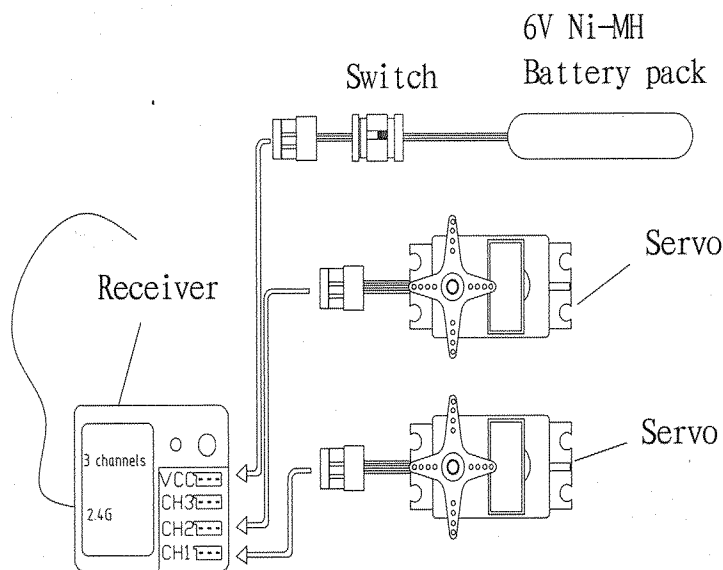 6V Ni-MH
Battery pack
Switch
Servo
Receiver
Servo
3 channels
2.4G
VCC
CH3
CH2
CH1